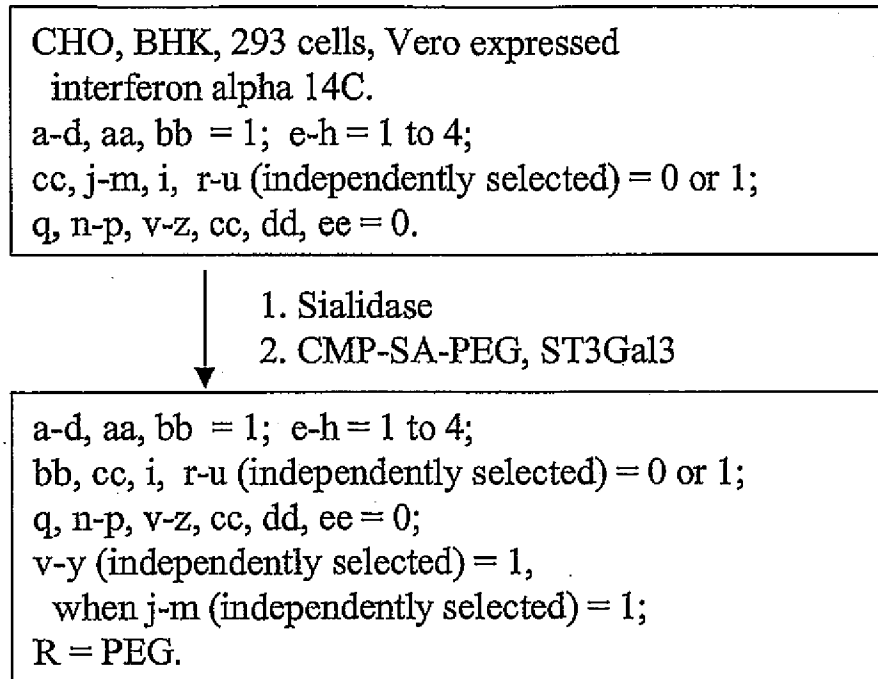 CHO, BHK, 293 cells, Vero expressed
interferon alpha 14C.
a-d, aa, bb = 1; e-h = 1 to 4;
cc, j-m, i, r-u (independently selected) = 0 or 1;
q, n-p, v-z, cc, dd, ee = 0.
1. Sialidase
2. CMP-SA-PEG, ST3Gal3
a-d, aa, bb = 1; e-h = 1 to 4;
bb, cc, i, r-u (independently selected) = 0 or 1;
q, n-p, v-z, cc, dd, ee = 0;
v-y (independently selected) = 1,
when j-m (independently selected) = 1;
R = PEG.